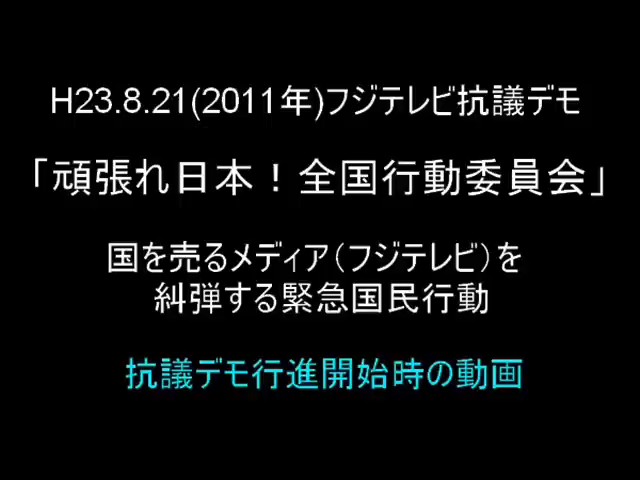 H23.8.21(2011年)フジテレビ抗議デモ
「頑張れ日本！全国行動委員会」
国を売るメディア（フジテレビ）を
糾弾する緊急国民行動
抗議デモ行進開始時の動画